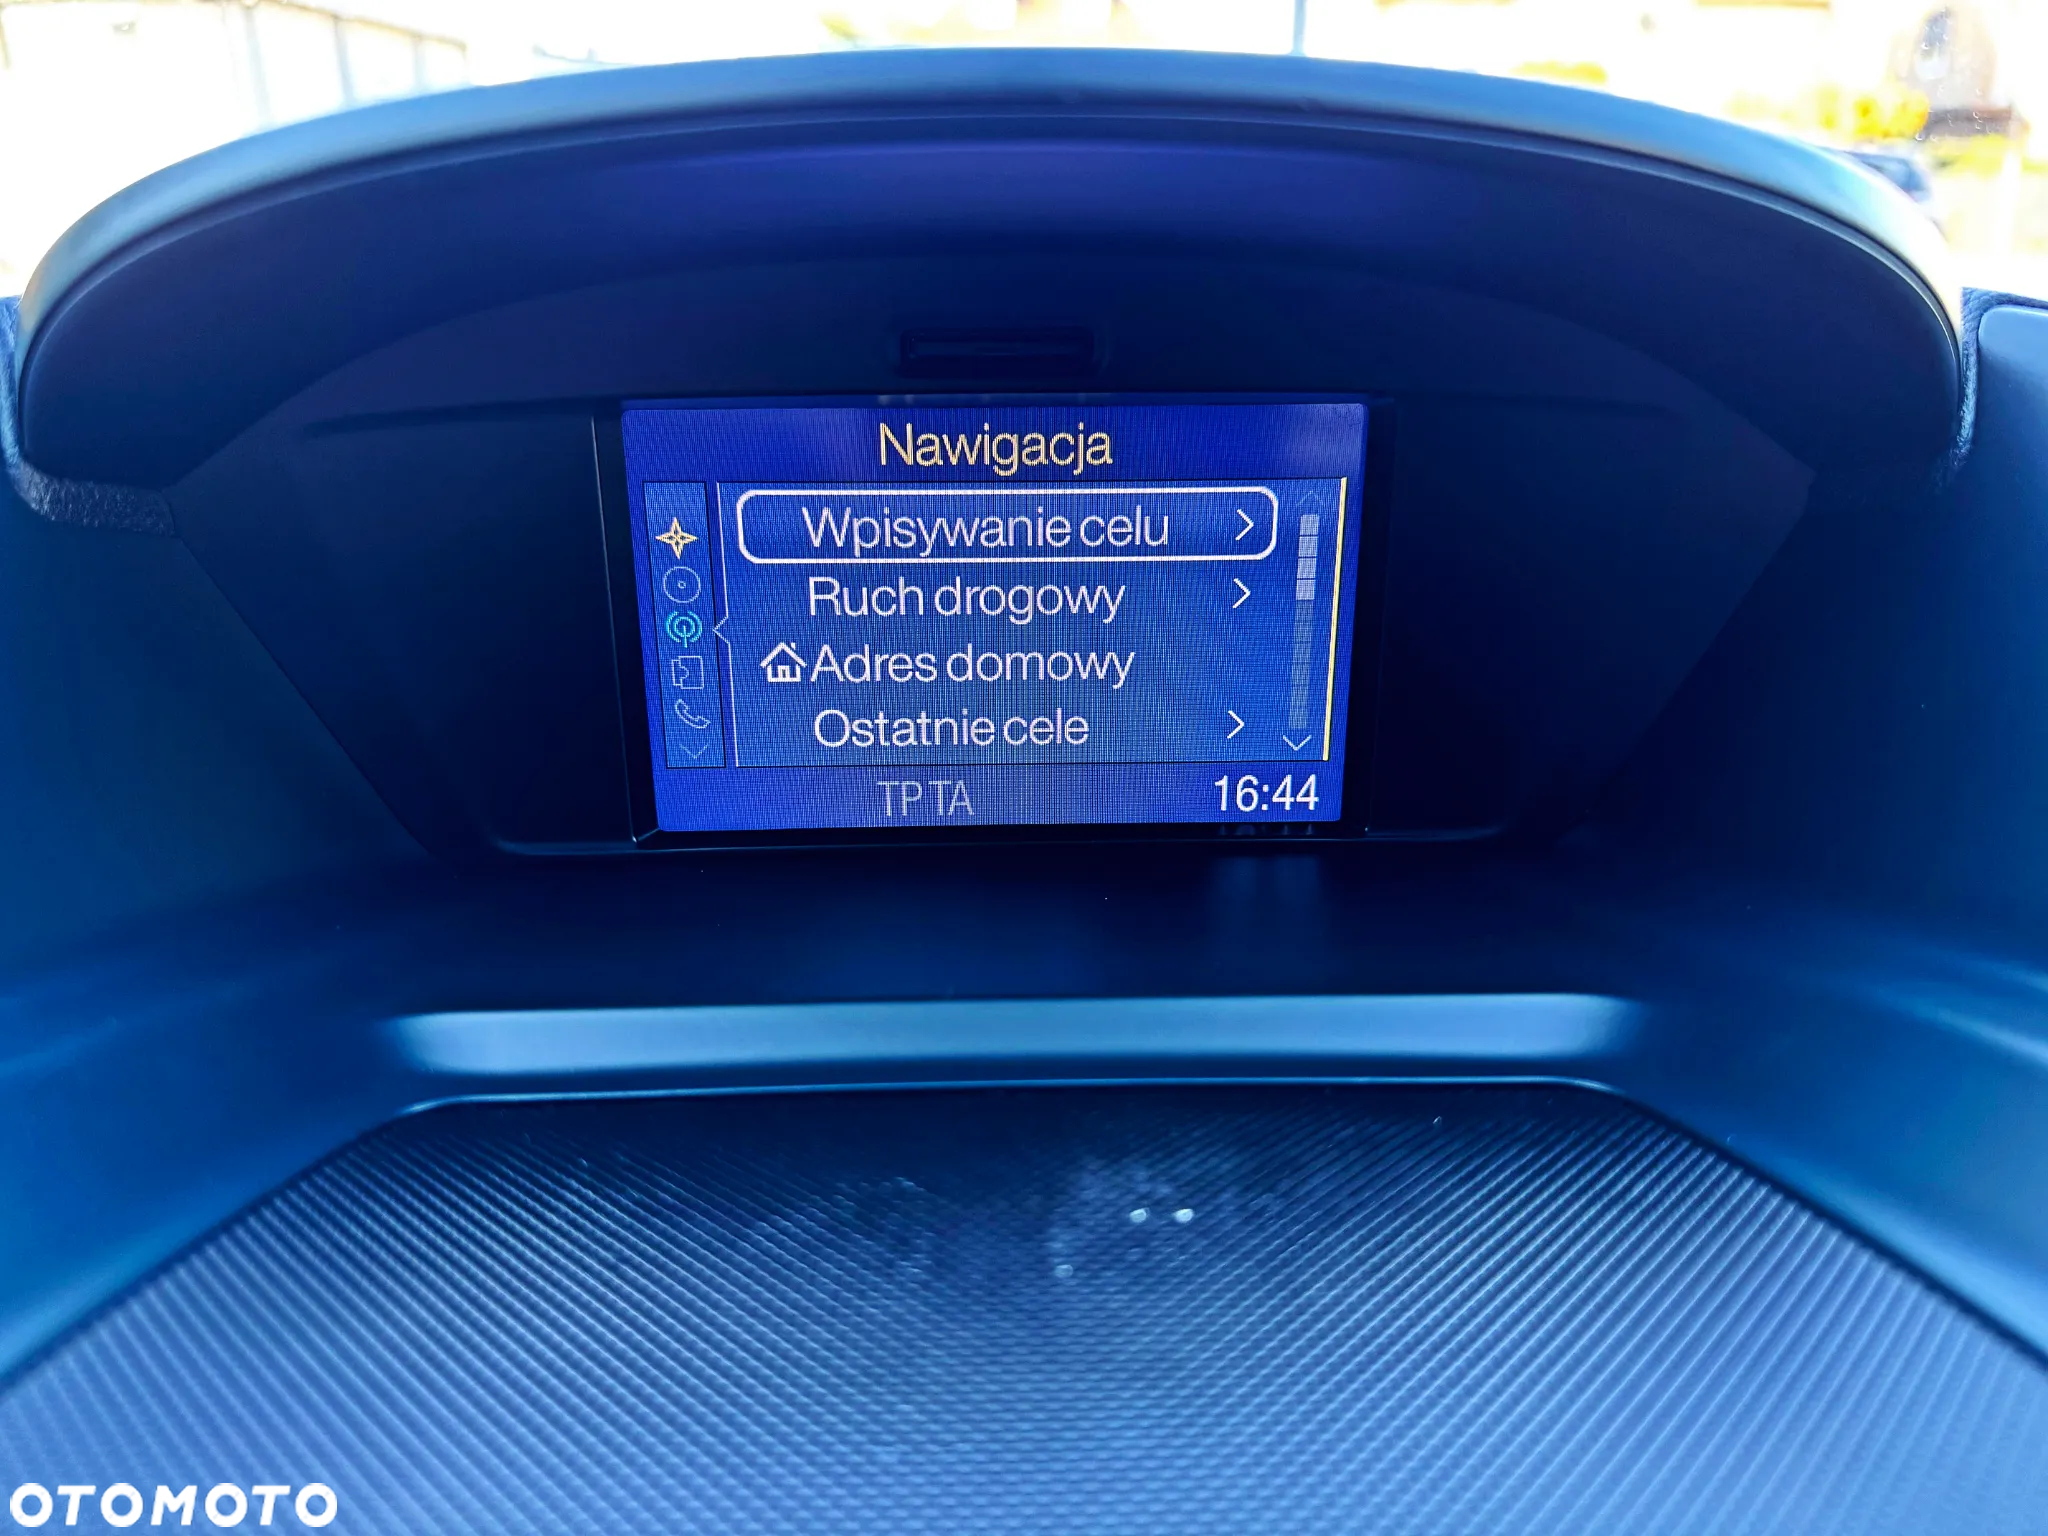 Nawigacja
Wpisywanie celu
Ruch drogowy
Adres domowy
Ostatnie cele
TP TA
16:44
OTOMOTO